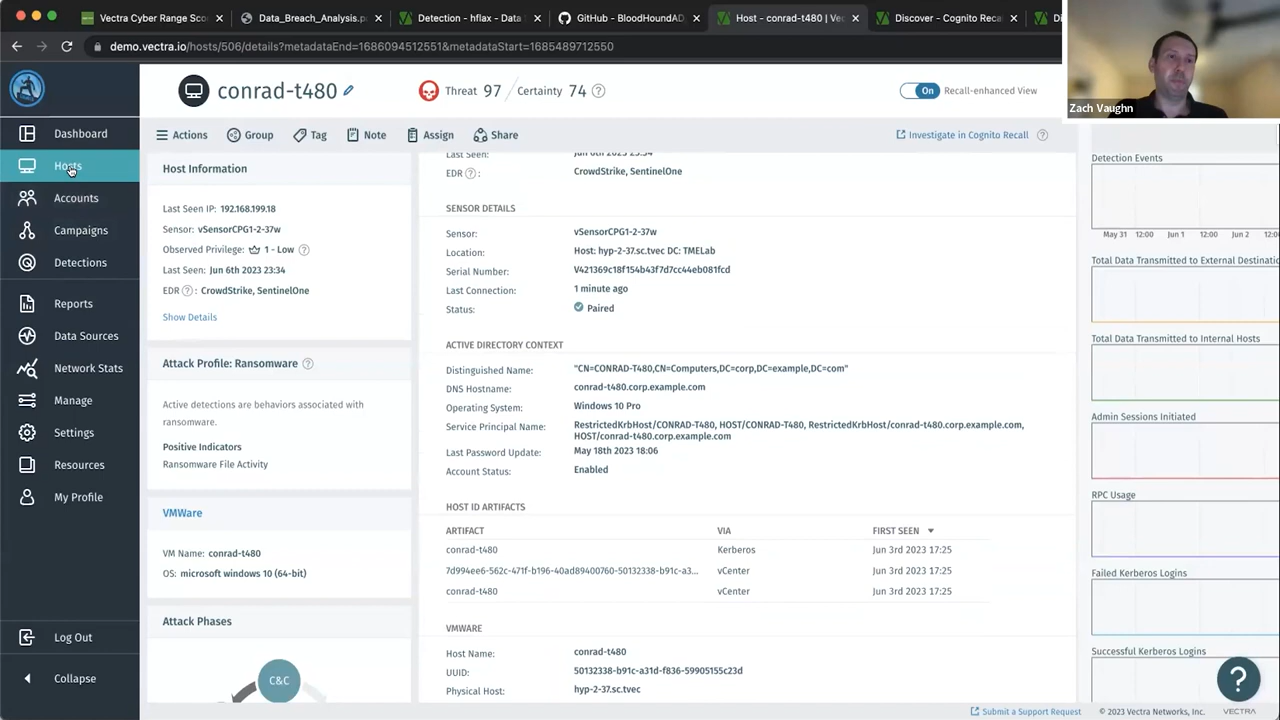 Vectra Cyber Range Sco
Data_Breach_Analysis.p
Detection - hflax - Data
GitHub - BloodHoundAD
Host - conrad-t480 | Vec
Discover - Cognito Reca
Di
demo.vectra.io/hosts/506/details?metadataEnd=1686094512551&metadataStart=1685489712550
Zach Vaughn
conrad-t480
Threat 97 / Certainty 74 ?
On Recall-enhanced View
Actions Group Tag Note Assign Share
Investigate in Cognito Recall ?
Dashboard
Hosts
Accounts
Campaigns
Detections
Reports
Data Sources
Network Stats
Manage
Settings
Resources
My Profile
Log Out
Collapse
Host Information
Last Seen IP: 192.168.199.18
Sensor: vSensorCPG1-2-37w
Observed Privilege: 1 - Low ?
Last Seen: Jun 6th 2023 23:34
EDR ? : CrowdStrike, SentinelOne
Show Details
Attack Profile: Ransomware ?
Active detections are behaviors associated with
ransomware.
Positive Indicators
Ransomware File Activity
VMWare
VM Name: conrad-t480
OS: microsoft windows 10 (64-bit)
Attack Phases
C&C
Last Seen: Jun 6th 2023 23:34
EDR ? : CrowdStrike, SentinelOne
SENSOR DETAILS
Sensor: vSensorCPG1-2-37w
Location: Host: hyp-2-37.sc.tvec DC: TMELab
Serial Number: V421369c18f154b43f7d7cc44eb081fcd
Last Connection: 1 minute ago
Status: Paired
ACTIVE DIRECTORY CONTEXT
Distinguished Name: "CN=CONRAD-T480,CN=Computers,DC=corp,DC=example,DC=com"
DNS Hostname: conrad-t480.corp.example.com
Operating System: Windows 10 Pro
Service Principal Name: RestrictedKrbHost/CONRAD-T480, HOST/CONRAD-T480, RestrictedKrbHost/conrad-t480.corp.example.com,
HOST/conrad-t480.corp.example.com
Last Password Update: May 18th 2023 18:06
Account Status: Enabled
HOST ID ARTIFACTS
ARTIFACT VIA FIRST SEEN
conrad-t480 Kerberos Jun 3rd 2023 17:25
7d994ee6-562c-471f-b196-40ad89400760-50132338-b91c-a3... vCenter Jun 3rd 2023 17:25
conrad-t480 vCenter Jun 3rd 2023 17:25
VMWARE
Host Name: conrad-t480
UUID: 50132338-b91c-a31d-f836-59905155c23d
Physical Host: hyp-2-37.sc.tvec
Detection Events
May 31 12:00 Jun 1 12:00 Jun 2 12:00
Total Data Transmitted to External Destinatio
Total Data Transmitted to Internal Hosts
Admin Sessions Initiated
RPC Usage
Failed Kerberos Logins
Successful Kerberos Logins
?
Submit a Support Request © 2023 Vectra Networks, Inc. VECTRA